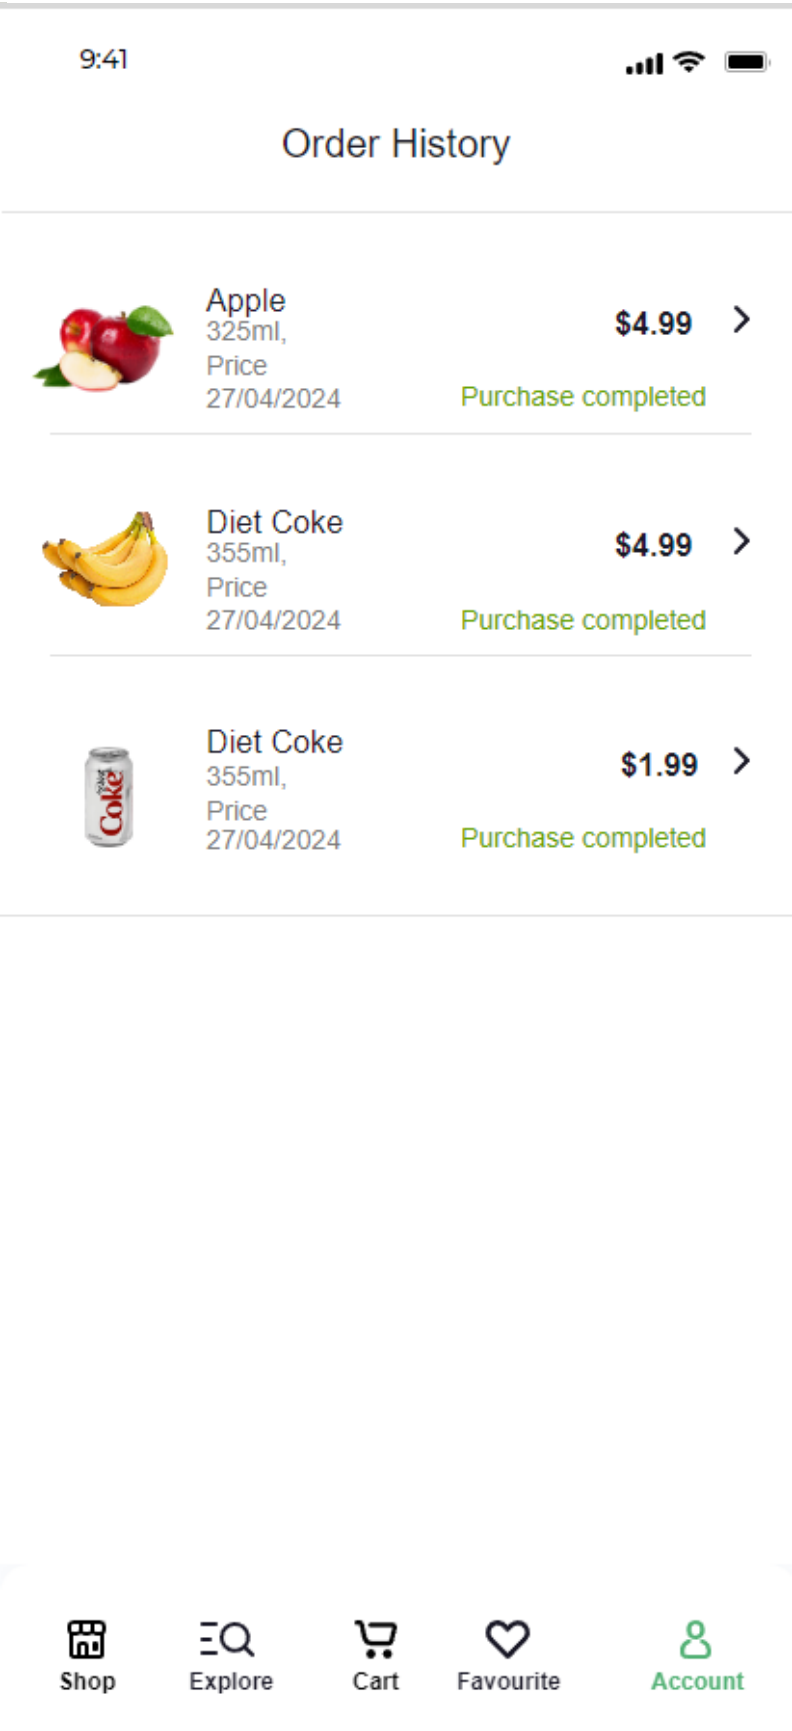 9:41
Order History
Apple
325ml,
$4.99
Price
27/04/2024
Purchase completed
Diet Coke
355ml,
$4.99
Price
27/04/2024
Purchase completed
Diet Coke
355ml,
$1.99
Price
27/04/2024
Purchase completed
Coke
Shop
Explore
Cart
Favourite
Account